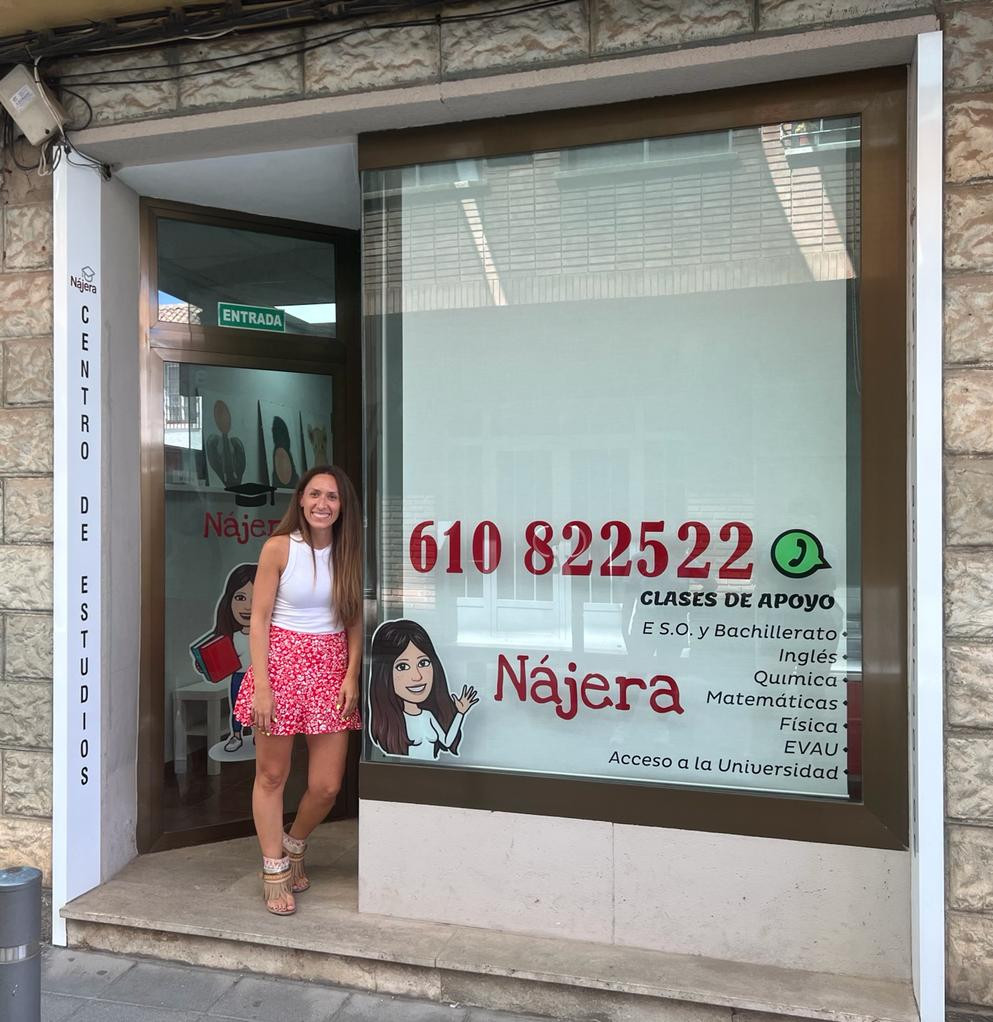 Nájera
CENTRO DE ESTUDIOS
ENTRADA
610 822522
CLASES DE APOYO
E S.O. y Bachillerato
Inglés
Química
Matemáticas
Física
EVAU
Acceso a la Universidad
Nájera